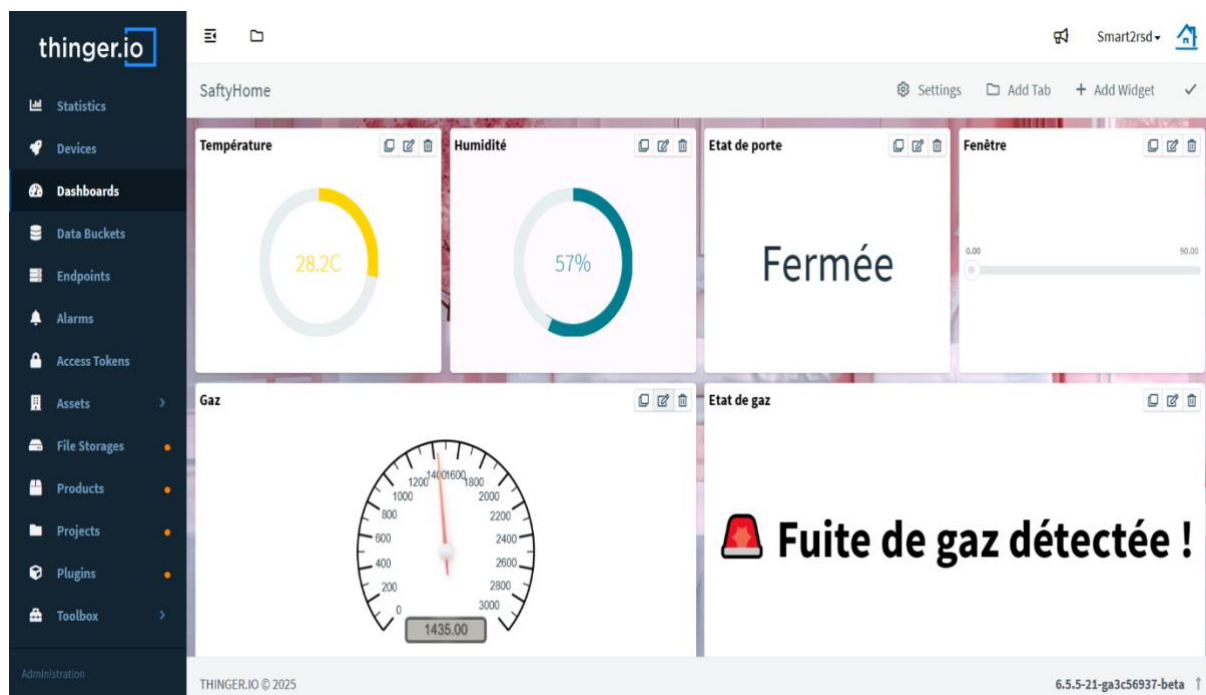 thinger.io
Smart2rsd
SaftyHome
Settings
Add Tab
+ Add Widget
Statistics
Devices
Dashboards
Data Buckets
Endpoints
Alarms
Access Tokens
Assets
File Storages
Products
Projects
Plugins
Toolbox
Administration
Température
28.2C
Humidité
57%
Etat de porte
Fermée
Fenêtre
0.00
90.00
Gaz
0
200
400
600
800
1000
1200
1400
1600
1800
2000
2200
2400
2600
2800
3000
1435.00
Etat de gaz
Fuite de gaz détectée !
THINGER.IO © 2025
6.5.5-21-ga3c56937-beta